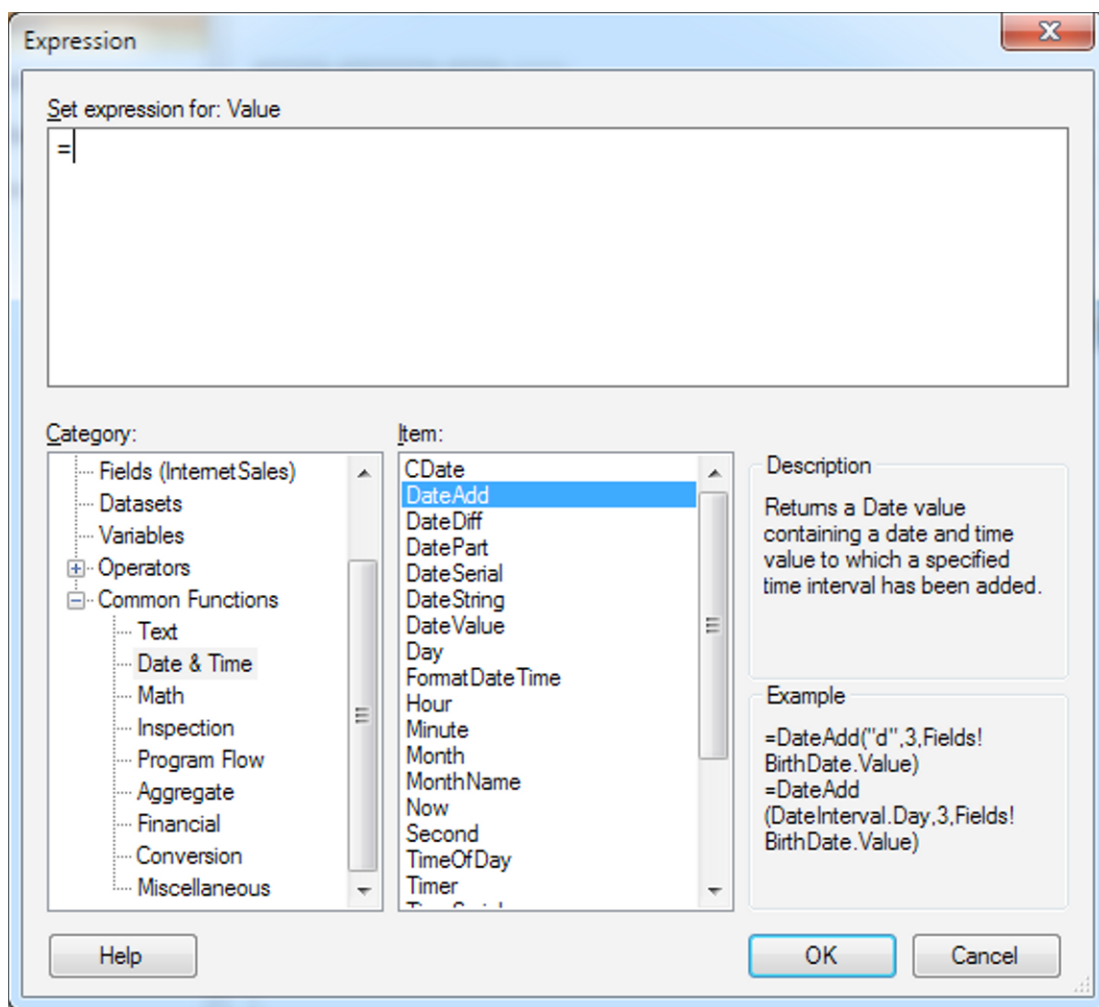 Expression
Set expression for: Value
=
Category:
Fields (InternetSales)
Datasets
Variables
Operators
Common Functions
Text
Date & Time
Math
Inspection
Program Flow
Aggregate
Financial
Conversion
Miscellaneous
Item:
CDate
DateAdd
DateDiff
DatePart
DateSerial
DateString
DateValue
Day
FormatDateTime
Hour
Minute
Month
MonthName
Now
Second
TimeOfDay
Timer
Description
Returns a Date value
containing a date and time
value to which a specified
time interval has been added.
Example
=DateAdd("d",3,Fields!
BirthDate.Value)
=DateAdd
(DateInterval.Day,3,Fields!
BirthDate.Value)
Help
OK
Cancel